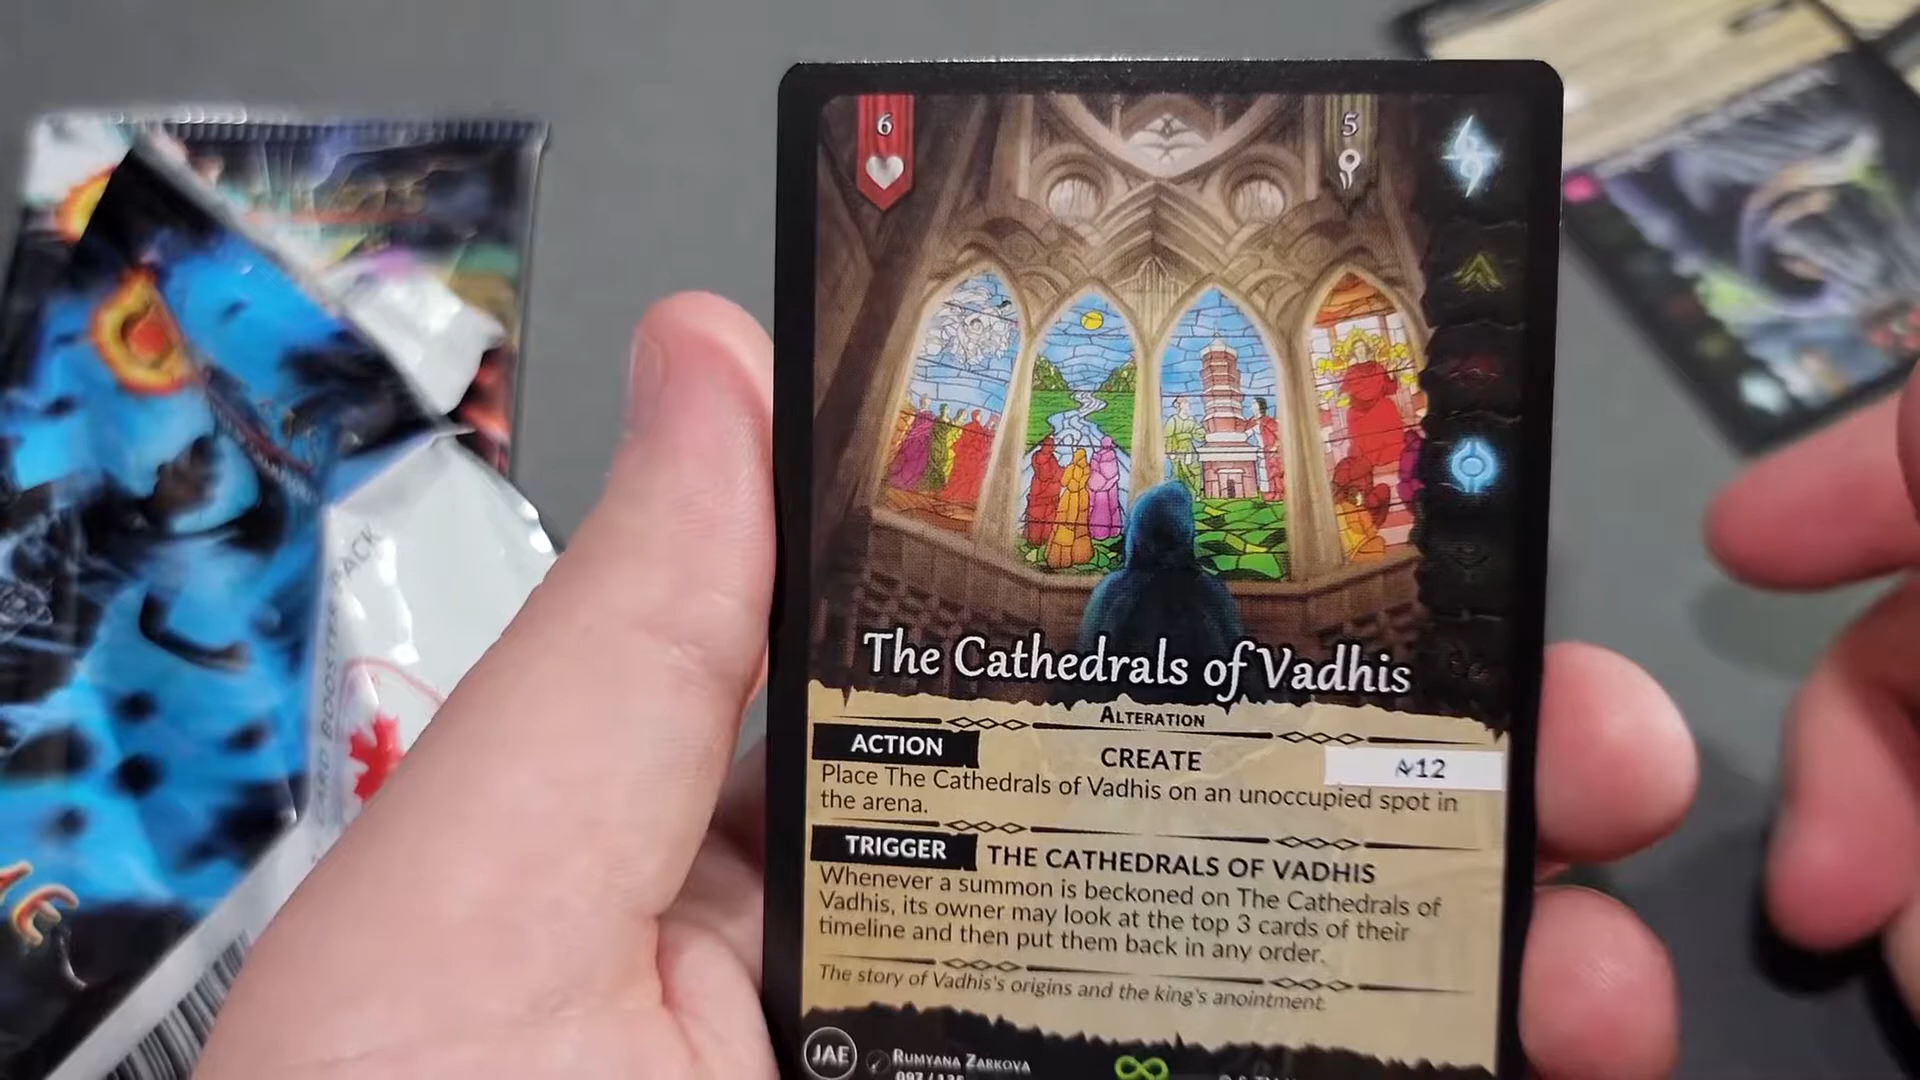 6
5
The Cathedrals of Vadhis
ALTERATION
ACTION
CREATE
12
Place The Cathedrals of Vadhis on an unoccupied spot in
the arena.
TRIGGER
THE CATHEDRALS OF VADHIS
Whenever a summon is beckoned on The Cathedrals of
Vadhis, its owner may look at the top 3 cards of their
timeline and then put them back in any order.
The story of Vadhis's origins and the king's anointment.
JAE
RUMYANA ZARKOVA
CARD BOOSTER PACK